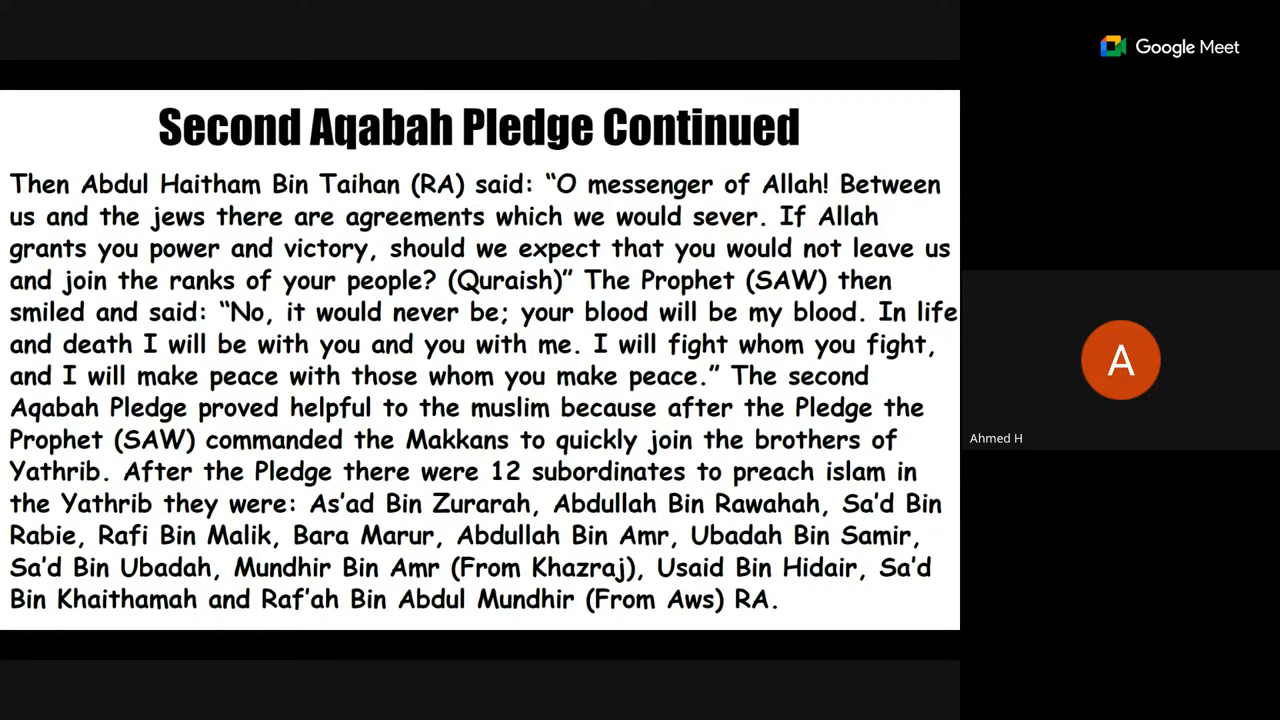 Google Meet
Second Aqabah Pledge Continued
Then Abdul Haitham Bin Taihan (RA) said: “O messenger of Allah! Between
us and the jews there are agreements which we would sever. If Allah
grants you power and victory, should we expect that you would not leave us
and join the ranks of your people? (Quraish)” The Prophet (SAW) then
smiled and said: “No, it would never be; your blood will be my blood. In life
and death I will be with you and you with me. I will fight whom you fight,
and I will make peace with those whom you make peace.” The second
Aqabah Pledge proved helpful to the muslim because after the Pledge the
Prophet (SAW) commanded the Makkans to quickly join the brothers of
Yathrib. After the Pledge there were 12 subordinates to preach islam in
the Yathrib they were: As’ad Bin Zurarah, Abdullah Bin Rawahah, Sa’d Bin
Rabie, Rafi Bin Malik, Bara Marur, Abdullah Bin Amr, Ubadah Bin Samir,
Sa’d Bin Ubadah, Mundhir Bin Amr (From Khazraj), Usaid Bin Hidair, Sa’d
Bin Khaithamah and Raf’ah Bin Abdul Mundhir (From Aws) RA.
A
Ahmed H